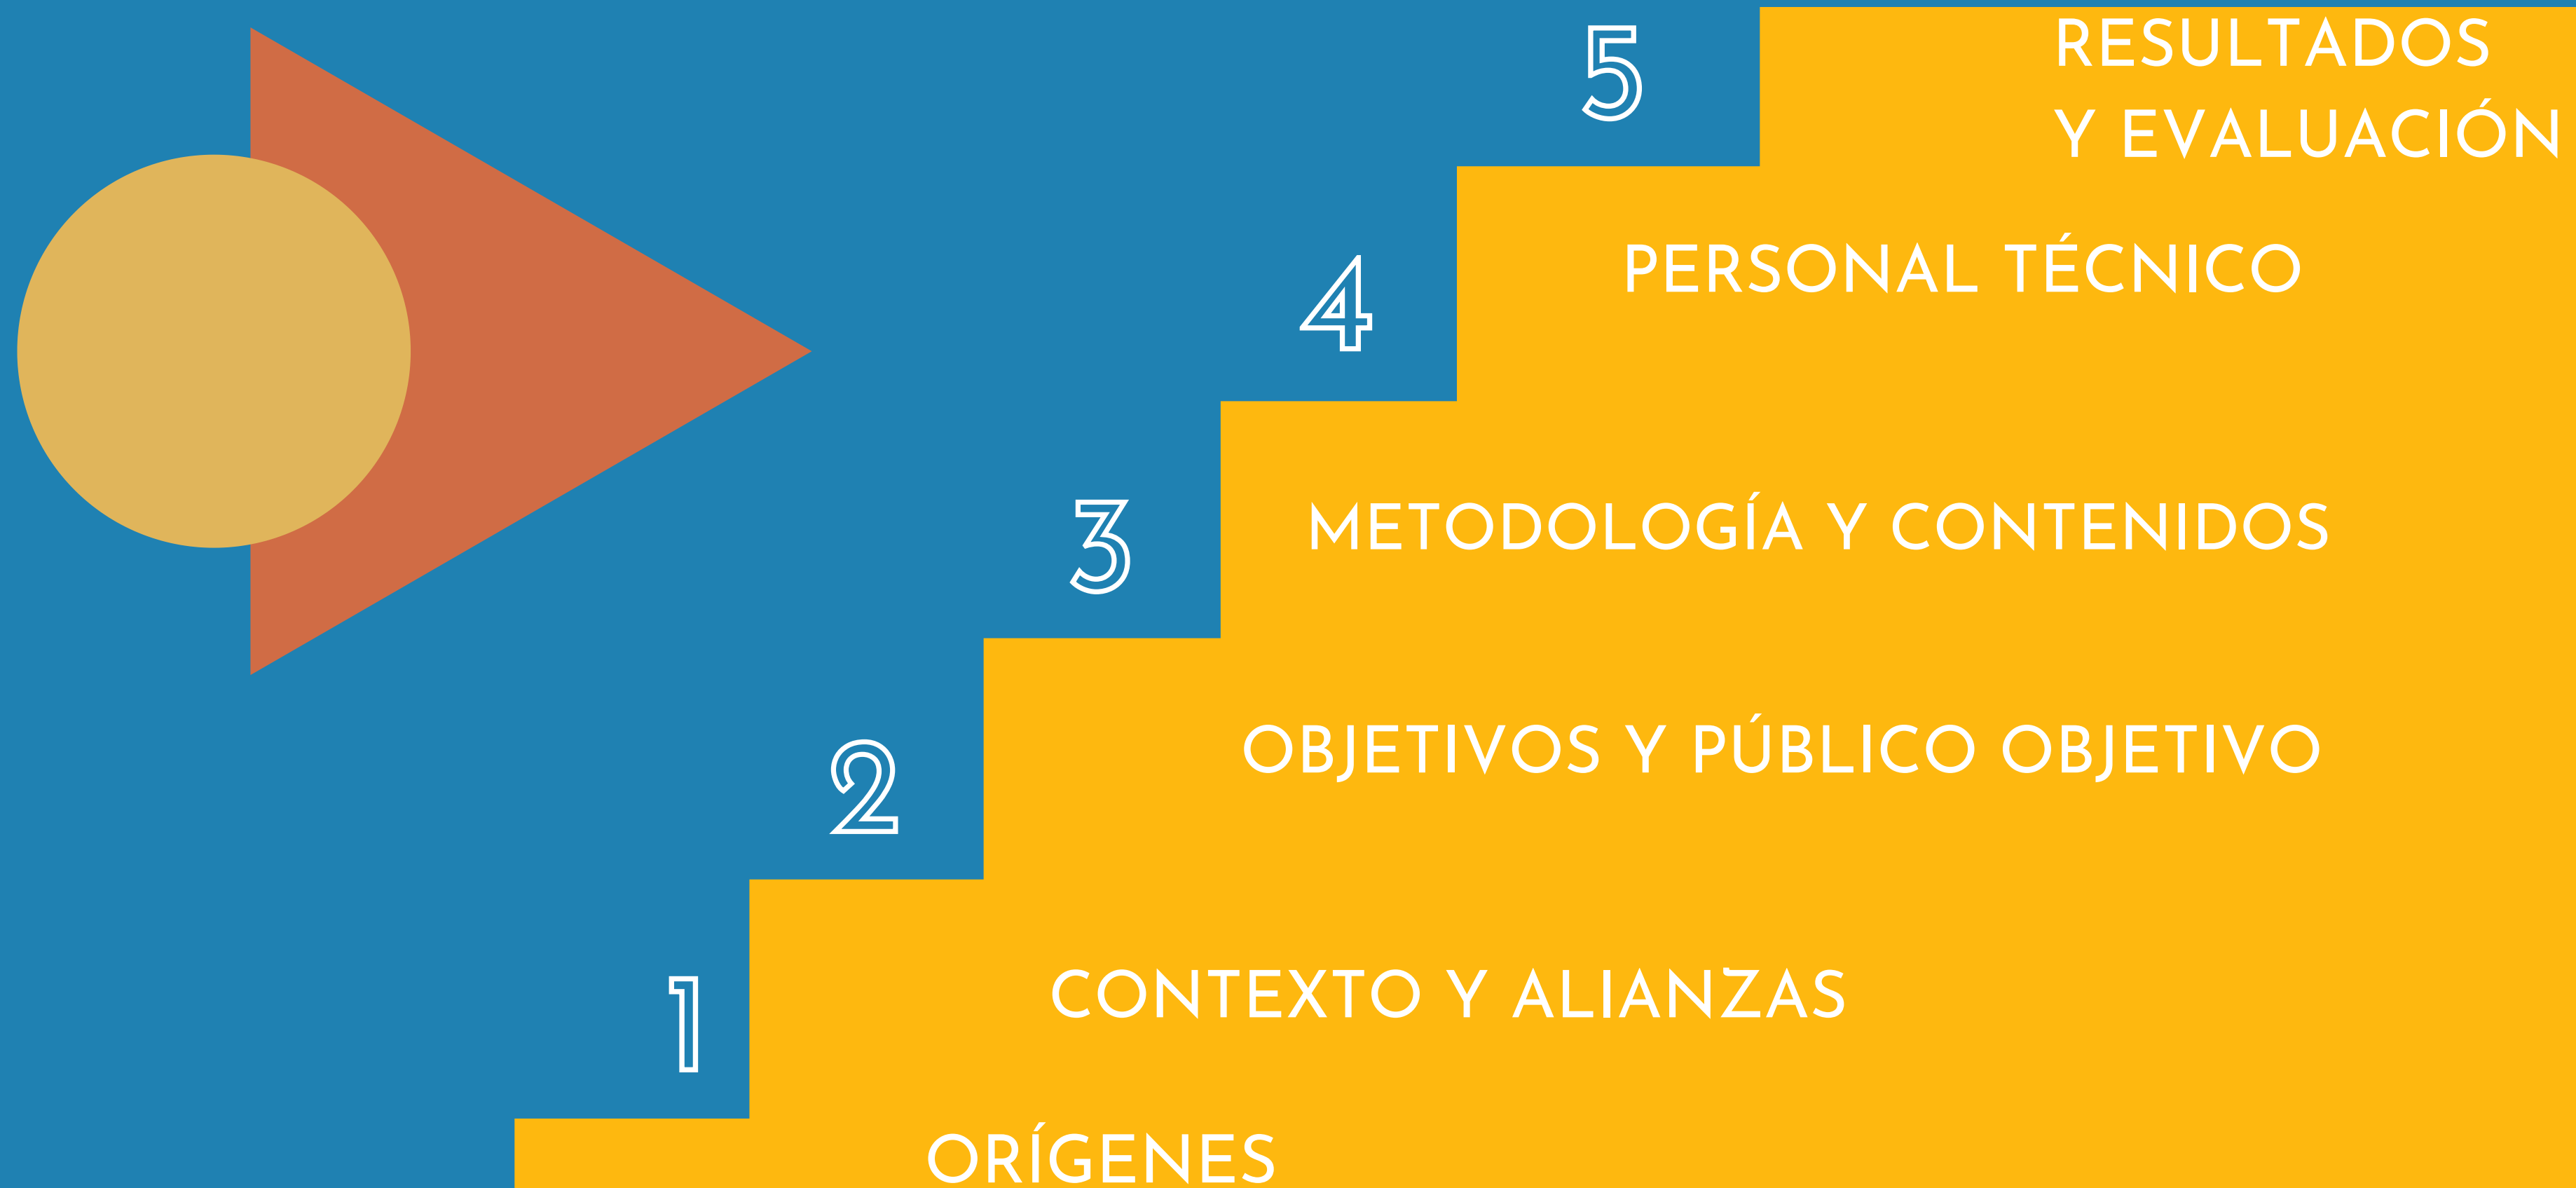 5
RESULTADOS
Y EVALUACIÓN
4
PERSONAL TÉCNICO
3
METODOLOGÍA Y CONTENIDOS
2
OBJETIVOS Y PÚBLICO OBJETIVO
1
CONTEXTO Y ALIANZAS
ORÍGENES